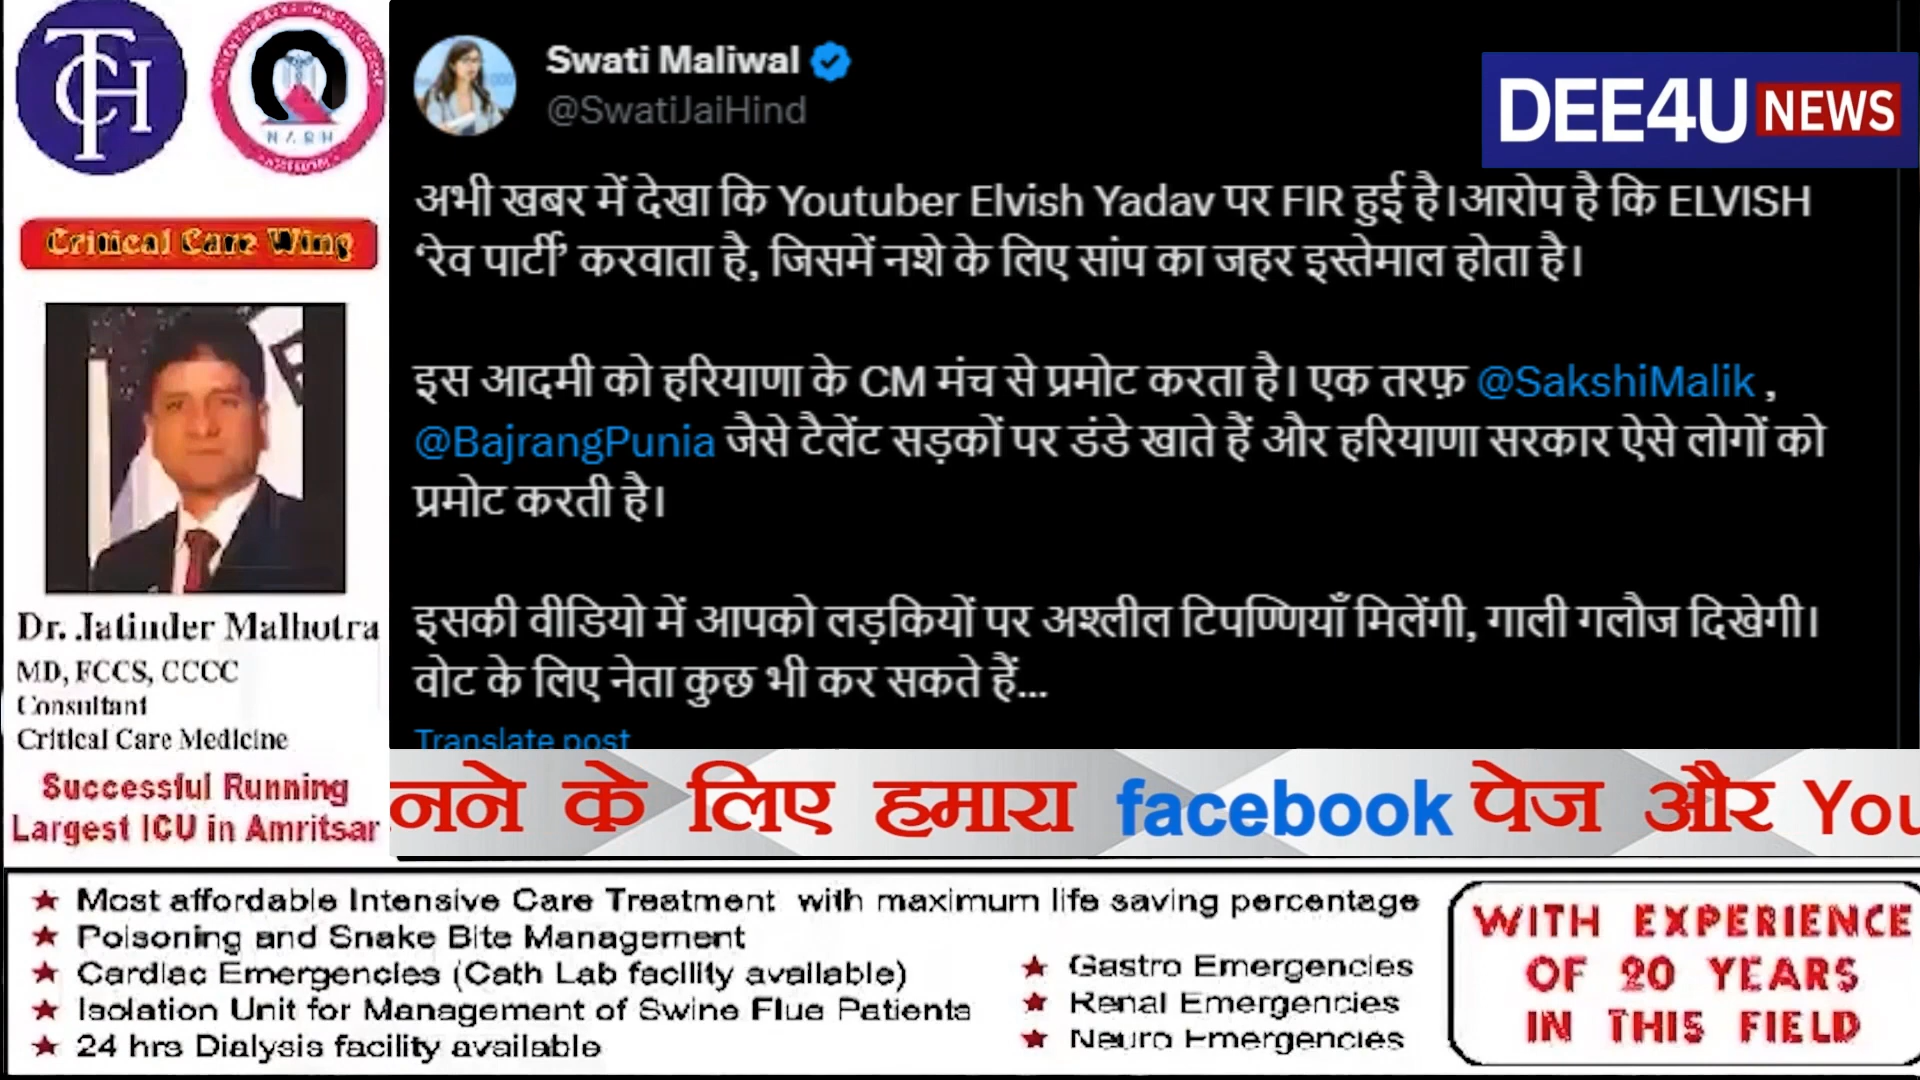 TCH
NABH
Critical Care Wing
Dr. Jatinder Malhotra
MD, FCCS, CCCC
Consultant
Critical Care Medicine
Successful Running
Largest ICU in Amritsar
Swati Maliwal
@SwatiJaiHind
DEE4U NEWS
अभी खबर में देखा कि Youtuber Elvish Yadav पर FIR हुई है।आरोप है कि ELVISH
‘रेव पार्टी’ करवाता है, जिसमें नशे के लिए सांप का जहर इस्तेमाल होता है।
इस आदमी को हरियाणा के CM मंच से प्रमोट करता है। एक तरफ़ @SakshiMalik ,
@BajrangPunia जैसे टैलेंट सड़कों पर डंडे खाते हैं और हरियाणा सरकार ऐसे लोगों को
प्रमोट करती है।
इसकी वीडियो में आपको लड़कियों पर अश्लील टिपण्णियाँ मिलेंगी, गाली गलौज दिखेगी।
वोट के लिए नेता कुछ भी कर सकते हैं...
Translate post
नने के लिए हमारा facebook पेज और You
★ Most affordable Intensive Care Treatment with maximum life saving percentage
★ Poisoning and Snake Bite Management
★ Cardiac Emergencies (Cath Lab facility available)
★ Isolation Unit for Management of Swine Flue Patients
★ 24 hrs Dialysis facility available
★ Gastro Emergencies
★ Renal Emergencies
★ Neuro Emergencies
WITH EXPERIENCE
OF 20 YEARS
IN THIS FIELD